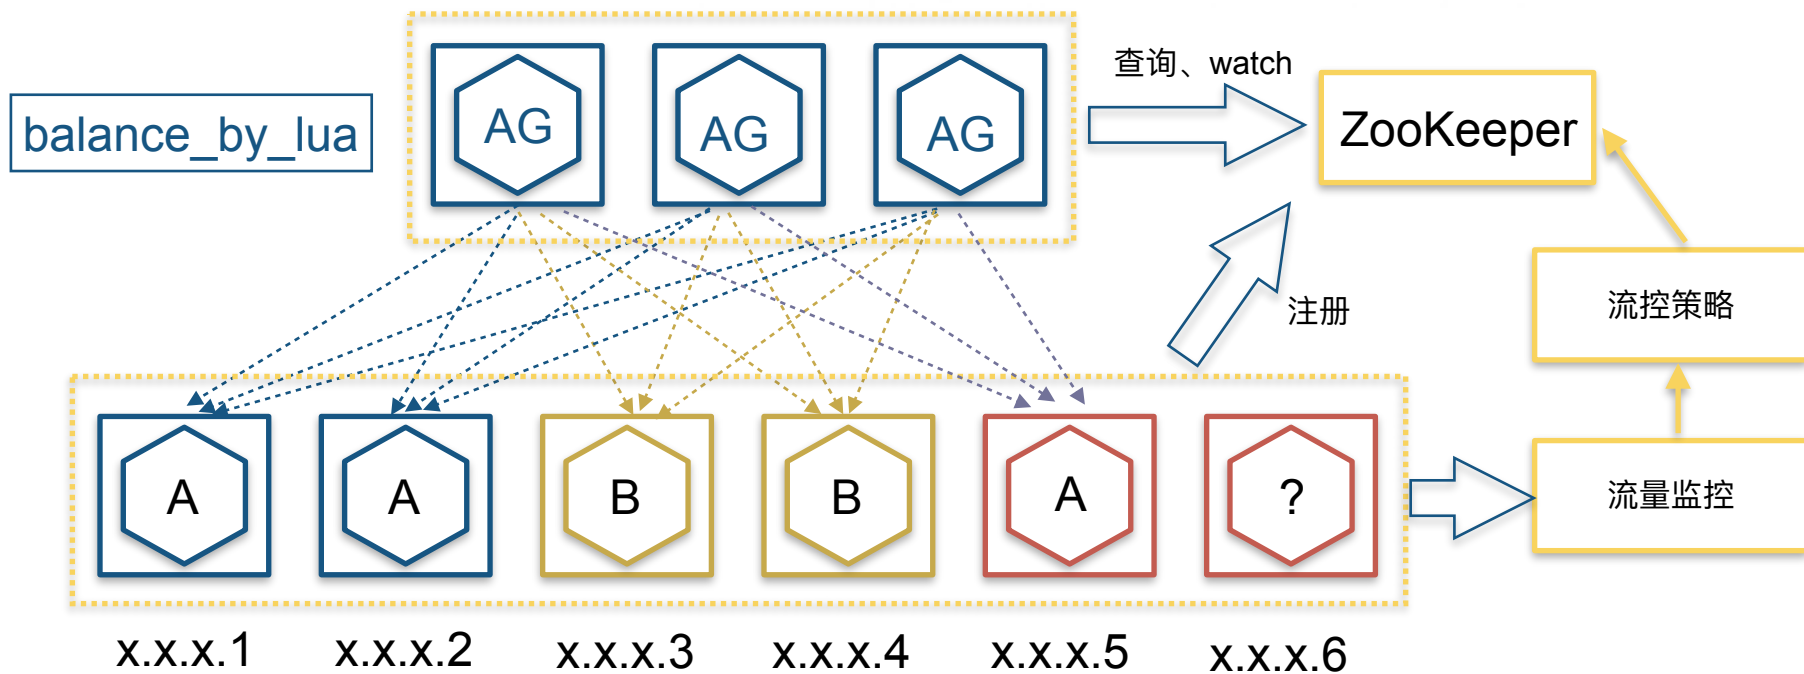 查询、watch
balance_by_lua
AG
AG
AG
ZooKeeper
注册
流控策略
A
A
B
B
A
?
流量监控
x.x.x.1
x.x.x.2
x.x.x.3
x.x.x.4
x.x.x.5
x.x.x.6